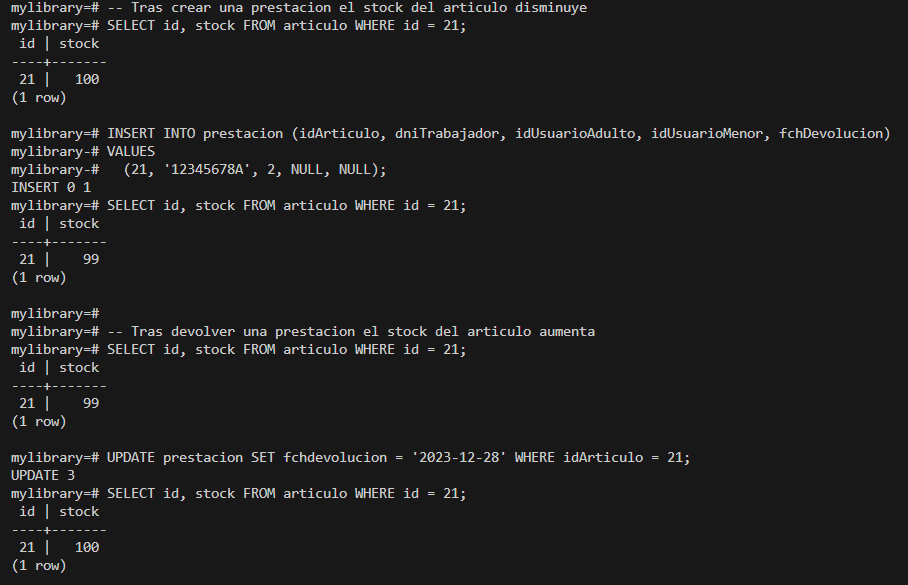 mylibrary=# -- Tras crear una prestacion el stock del articulo disminuye
mylibrary=# SELECT id, stock FROM articulo WHERE id = 21;
 id | stock
----+-------
 21 |   100
(1 row)

mylibrary=# INSERT INTO prestacion (idArticulo, dniTrabajador, idUsuarioAdulto, idUsuarioMenor, fchDevolucion)
mylibrary-# VALUES
mylibrary-#   (21, '12345678A', 2, NULL, NULL);
INSERT 0 1
mylibrary=# SELECT id, stock FROM articulo WHERE id = 21;
 id | stock
----+-------
 21 |    99
(1 row)

mylibrary=#
mylibrary=# -- Tras devolver una prestacion el stock del articulo aumenta
mylibrary=# SELECT id, stock FROM articulo WHERE id = 21;
 id | stock
----+-------
 21 |    99
(1 row)

mylibrary=# UPDATE prestacion SET fchdevolucion = '2023-12-28' WHERE idArticulo = 21;
UPDATE 3
mylibrary=# SELECT id, stock FROM articulo WHERE id = 21;
 id | stock
----+-------
 21 |   100
(1 row)